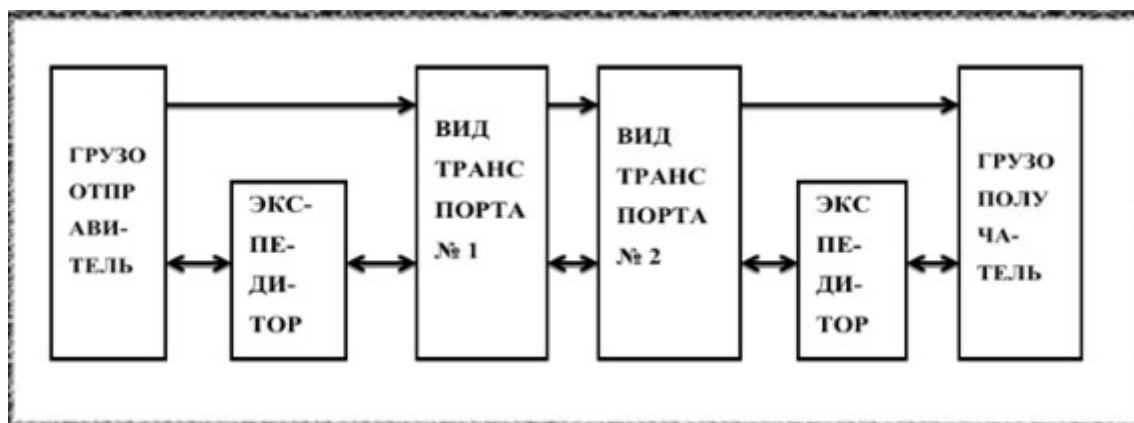 ГРУЗО
ОТПР
АВИ-
ТЕЛЬ
ЭКС-
ПЕ-
ДИ-
ТОР
ВИД
ТРАНС
ПОРТА
№ 1
ВИД
ТРАНС
ПОРТА
№ 2
ЭКС
ПЕ-
ДИ-
ТОР
ГРУЗО
ПОЛУ
ЧА-
ТЕЛЬ